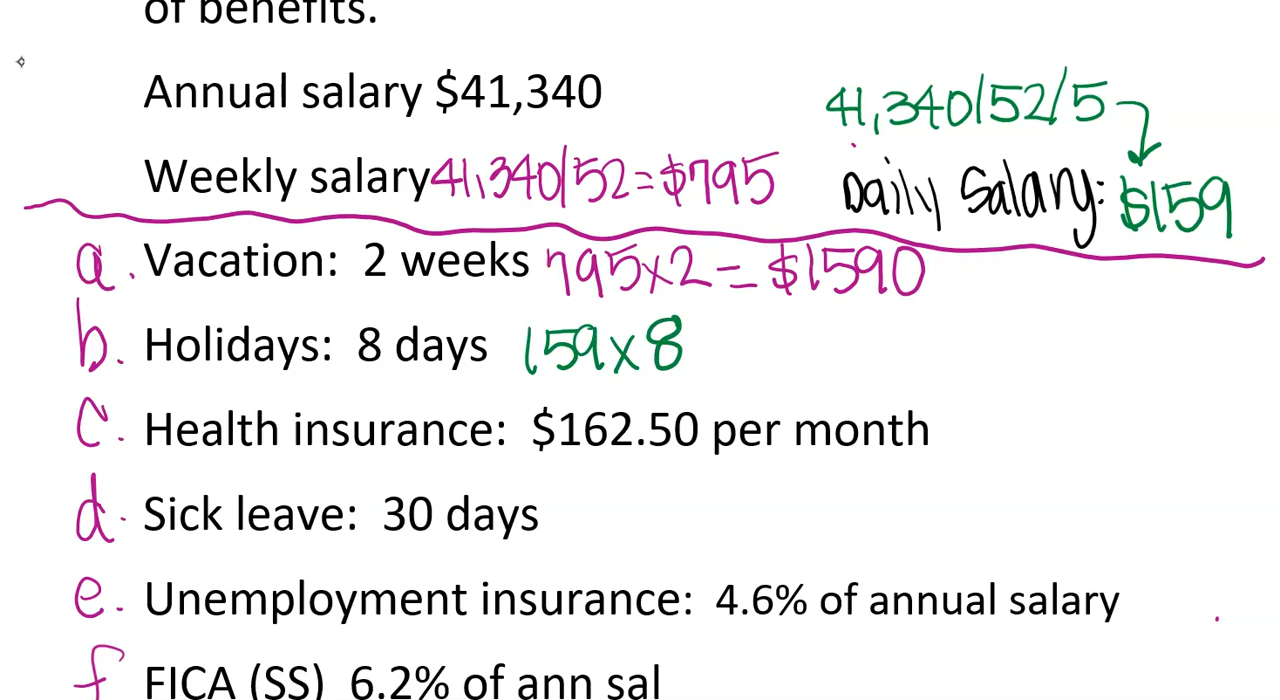 of benefits.
Annual salary $41,340
41,340/52/5
Weekly salary 41,340/52=$795
Daily Salary: $159
a. Vacation: 2 weeks 795x2=$1590
b. Holidays: 8 days 159x8
c. Health insurance: $162.50 per month
d. Sick leave: 30 days
e. Unemployment insurance: 4.6% of annual salary
f FICA (SS) 6.2% of ann sal